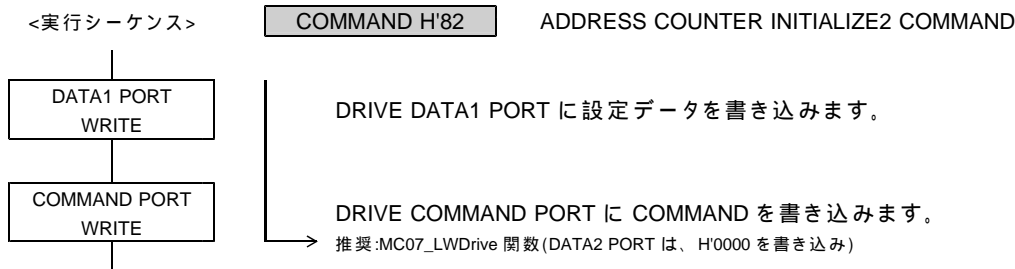 <実行シーケンス> COMMAND H'82 ADDRESS COUNTER INITIALIZE2 COMMAND
DATA1 PORT
WRITE
DRIVE DATA1 PORT に設定データを書き込みます。
COMMAND PORT
WRITE
DRIVE COMMAND PORT に COMMAND を書き込みます。
推奨:MC07_LWDrive 関数(DATA2 PORT は、H'0000 を書き込み)